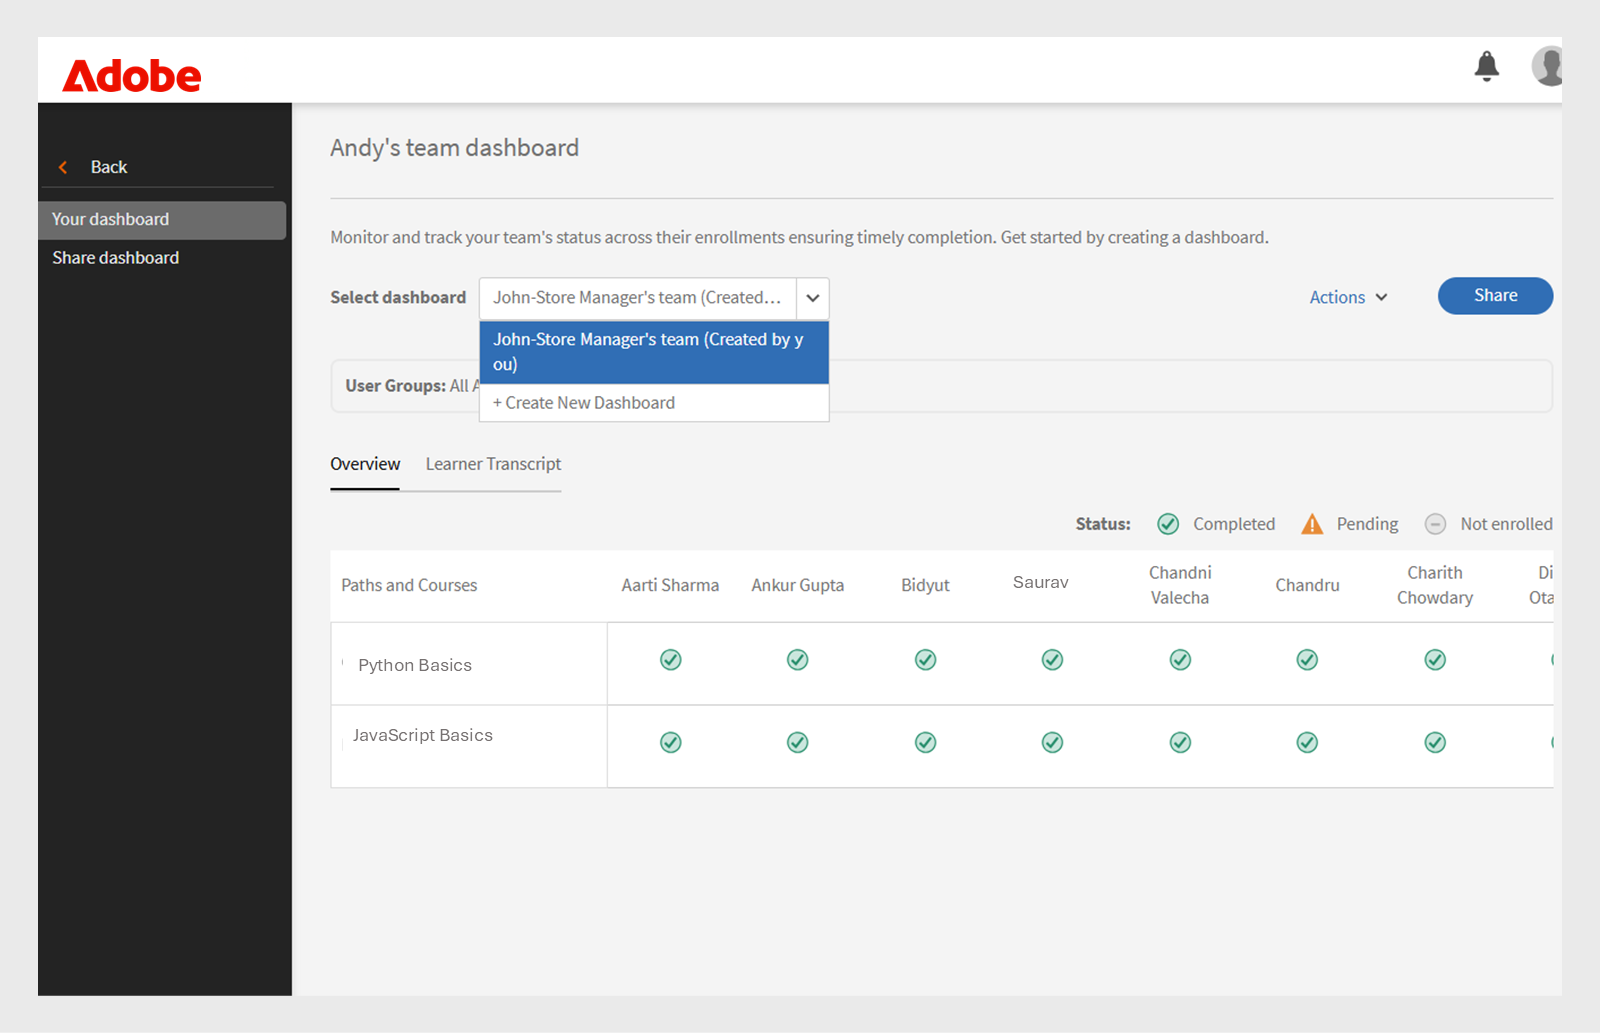 Adobe
Back
Your dashboard
Share dashboard
Andy's team dashboard
Monitor and track your team's status across their enrollments ensuring timely completion. Get started by creating a dashboard.
Select dashboard
John-Store Manager's team (Created...
John-Store Manager's team (Created by y
ou)
+ Create New Dashboard
Actions
Share
User Groups: All
Overview
Learner Transcript
Status:
Completed
Pending
Not enrolled
Paths and Courses
Aarti Sharma
Ankur Gupta
Bidyut
Saurav
Chandni
Valecha
Chandru
Charith
Chowdary
Di
Ota
Python Basics
JavaScript Basics